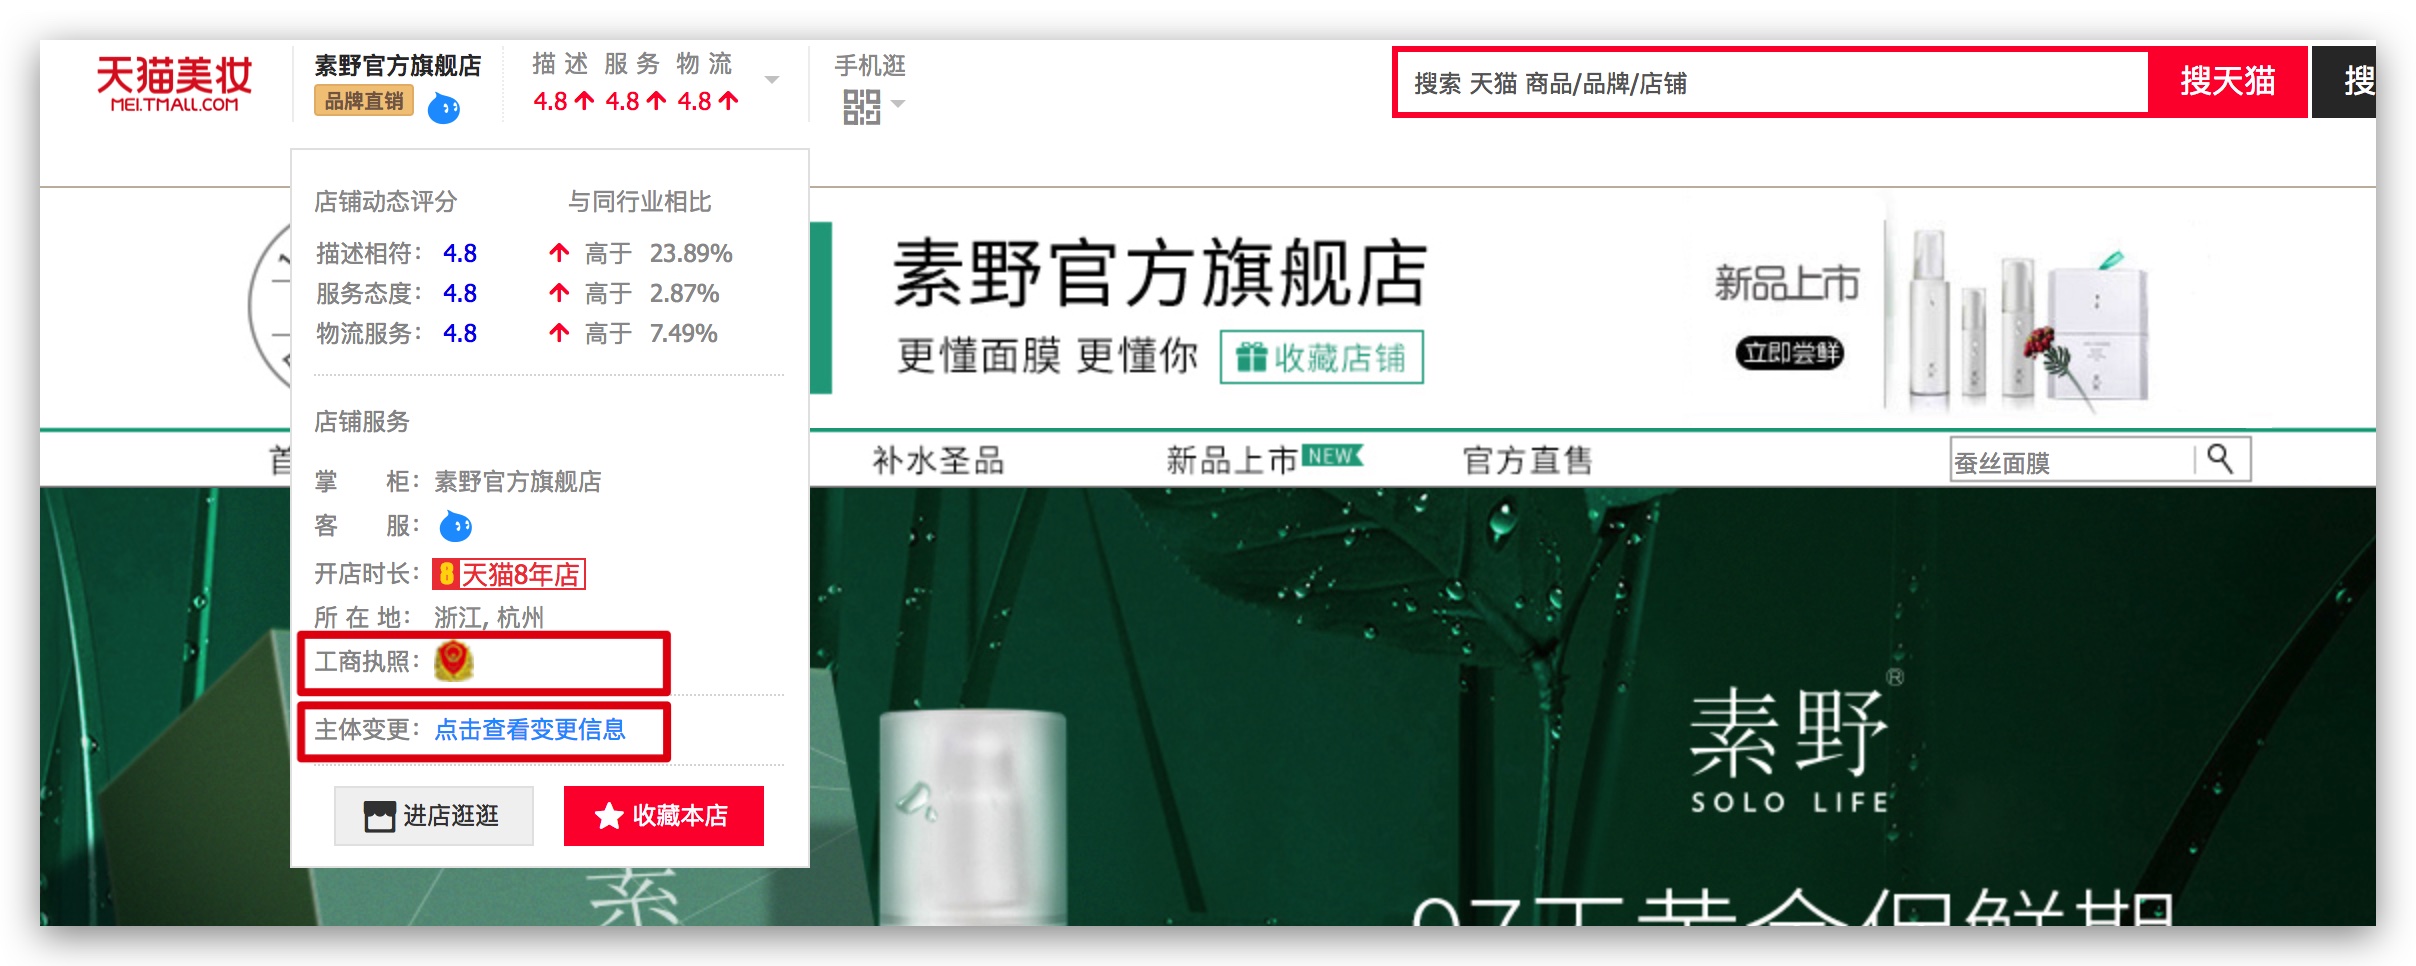 天猫美妆
MEI.TMALL.COM
素野官方旗舰店
品牌直销
描述 服务 物流
4.8 4.8 4.8
手机逛
搜索 天猫 商品/品牌/店铺
搜天猫
搜
店铺动态评分 与同行业相比
描述相符： 4.8 高于 23.89%
服务态度： 4.8 高于 2.87%
物流服务： 4.8 高于 7.49%
店铺服务
掌 柜： 素野官方旗舰店
客 服：
开店时长： 8 天猫8年店
所 在 地： 浙江, 杭州
工商执照：
主体变更： 点击查看变更信息
进店逛逛
收藏本店
素野官方旗舰店
更懂面膜 更懂你
收藏店铺
新品上市
立即尝鲜
首
补水圣品
新品上市 NEW
官方直售
蚕丝面膜
素野®
SOLO LIFE
素
97天黄金保鲜期